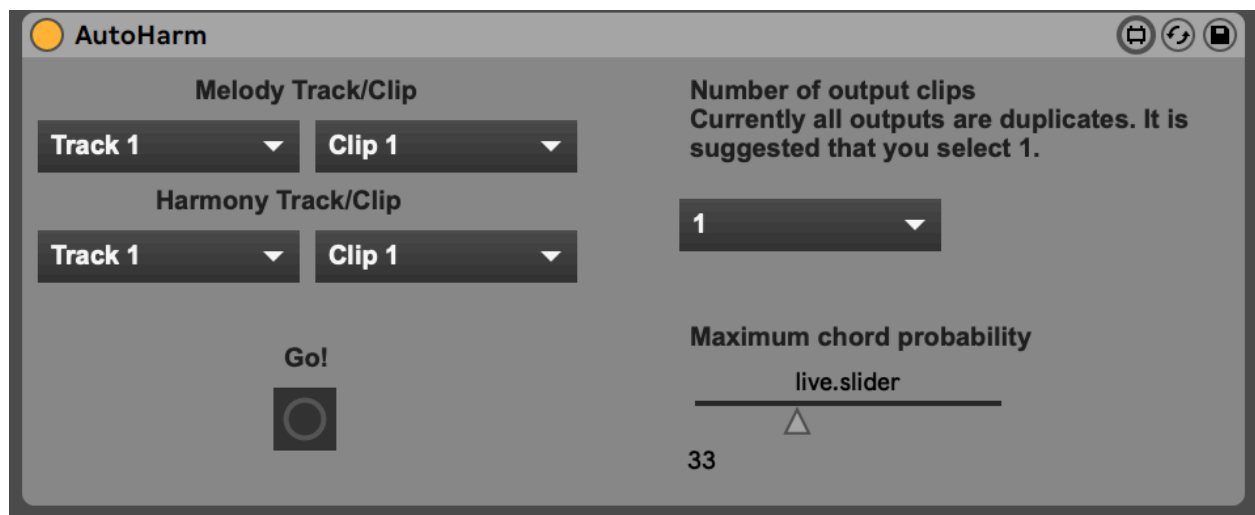 AutoHarm
Melody Track/Clip
Track 1
Clip 1
Harmony Track/Clip
Track 1
Clip 1
Go!
Number of output clips
Currently all outputs are duplicates. It is
suggested that you select 1.
1
Maximum chord probability
live.slider
33